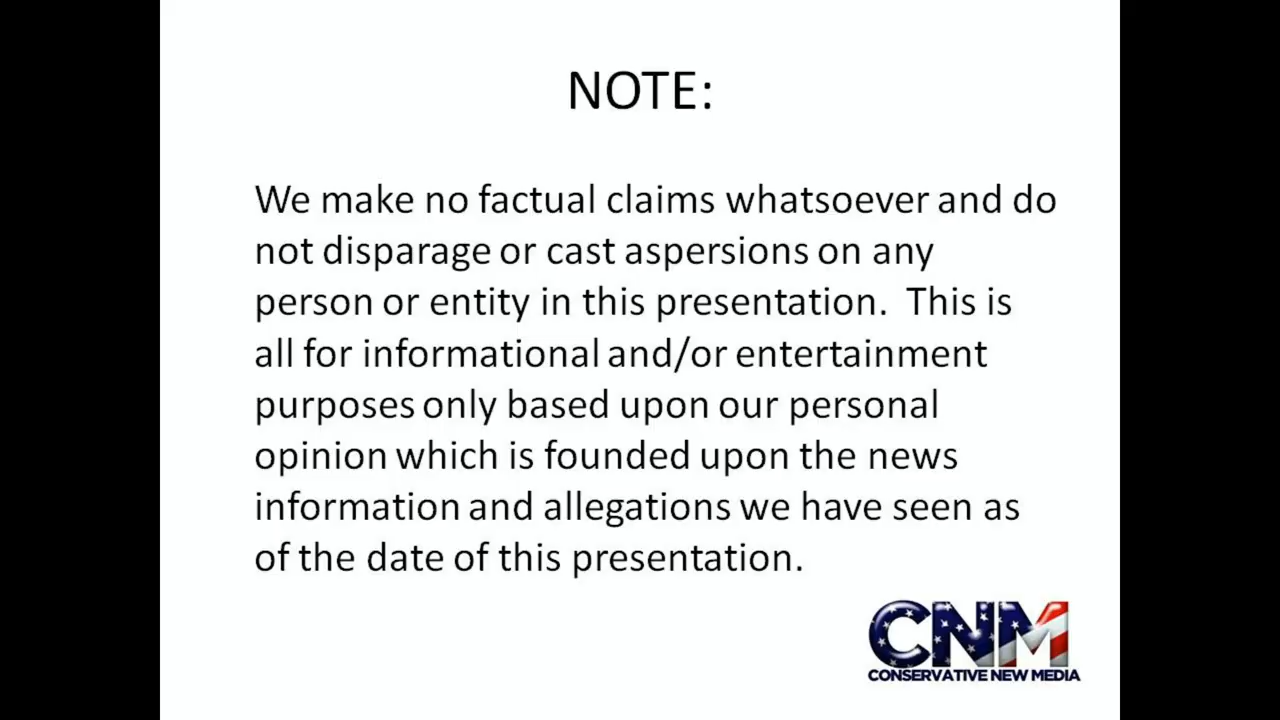 NOTE:
We make no factual claims whatsoever and do
not disparage or cast aspersions on any
person or entity in this presentation.  This is
all for informational and/or entertainment
purposes only based upon our personal
opinion which is founded upon the news
information and allegations we have seen as
of the date of this presentation.
CNM
CONSERVATIVE NEW MEDIA